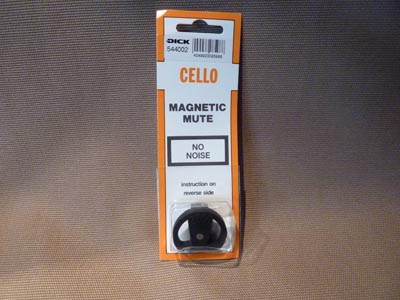 DICK
544002
CELLO
MAGNETIC
MUTE
NO
NOISE
instruction on
reverse side